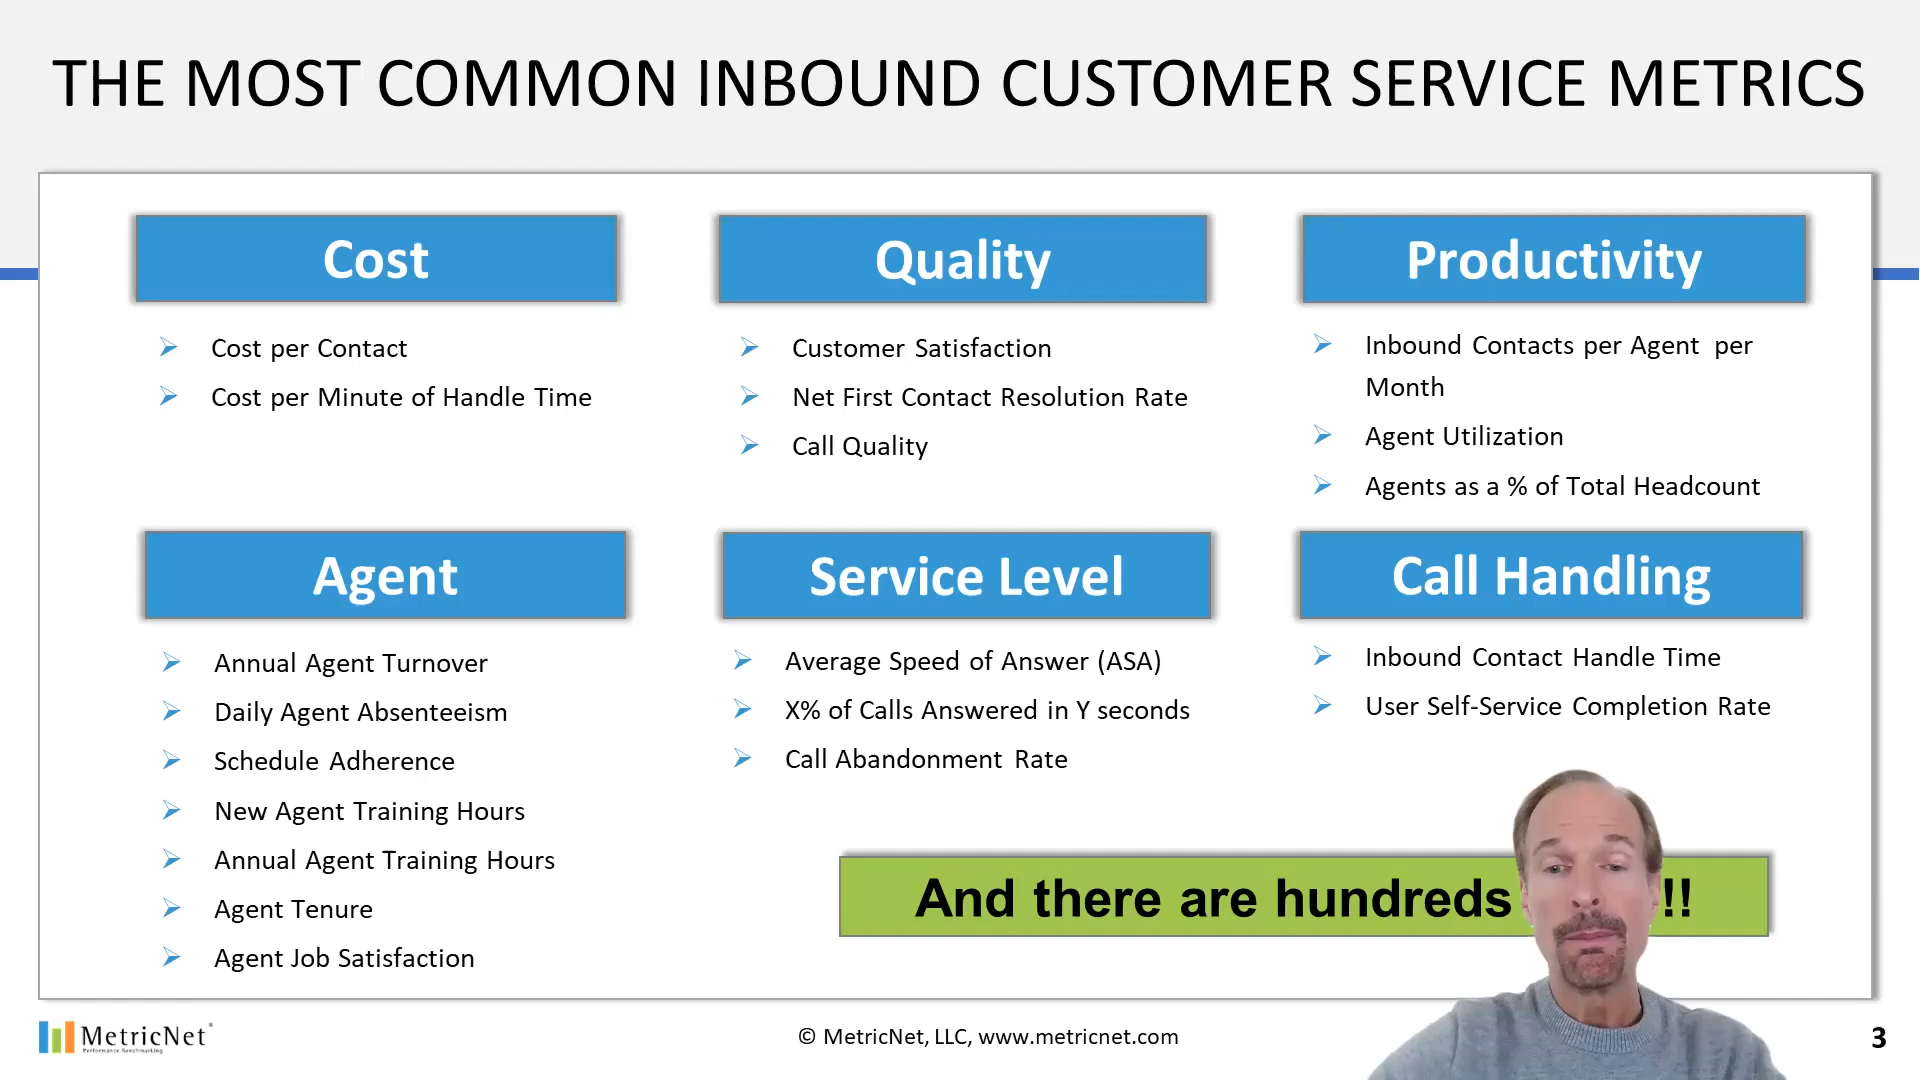 THE MOST COMMON INBOUND CUSTOMER SERVICE METRICS
Cost
Cost per Contact
Cost per Minute of Handle Time
Quality
Customer Satisfaction
Net First Contact Resolution Rate
Call Quality
Productivity
Inbound Contacts per Agent per
Month
Agent Utilization
Agents as a % of Total Headcount
Agent
Annual Agent Turnover
Daily Agent Absenteeism
Schedule Adherence
New Agent Training Hours
Annual Agent Training Hours
Agent Tenure
Agent Job Satisfaction
Service Level
Average Speed of Answer (ASA)
X% of Calls Answered in Y seconds
Call Abandonment Rate
Call Handling
Inbound Contact Handle Time
User Self-Service Completion Rate
And there are hundreds !!
MetricNet
Performance Benchmarking
© MetricNet, LLC, www.metricnet.com
3